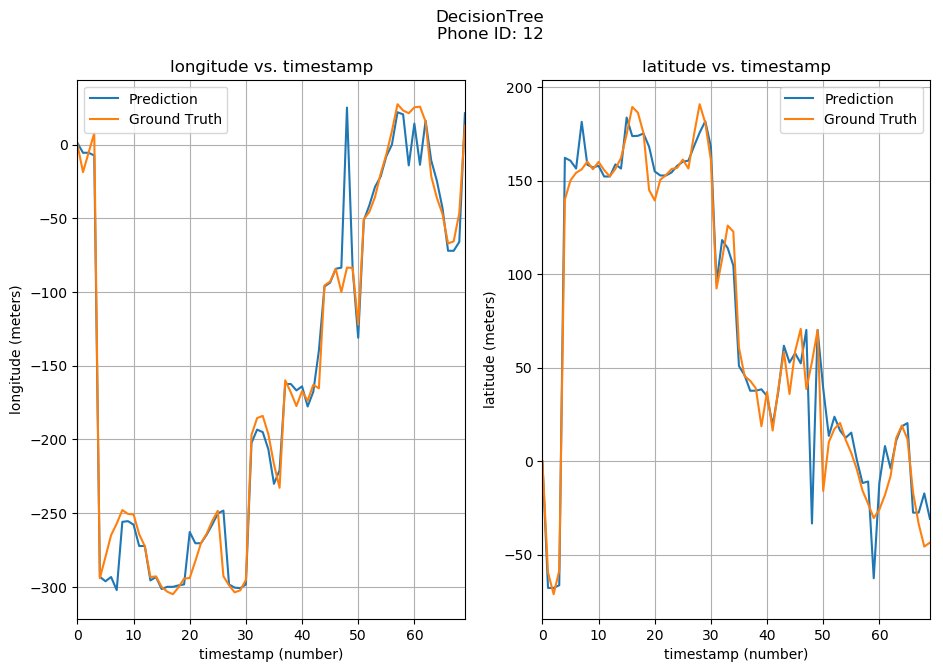 DecisionTree
Phone ID: 12
longitude vs. timestamp
Prediction
Ground Truth
0
−50
−100
−150
−200
−250
−300
longitude (meters)
0
10
20
30
40
50
60
timestamp (number)
latitude vs. timestamp
Prediction
Ground Truth
200
150
100
50
0
−50
latitude (meters)
0
10
20
30
40
50
60
timestamp (number)